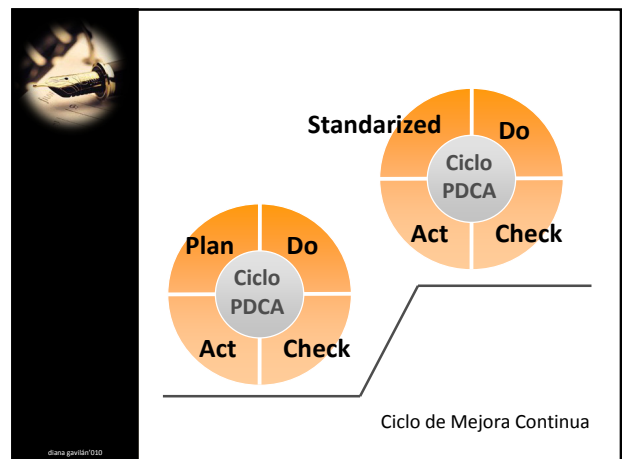 Standarized
Do
Ciclo
PDCA
Act
Check
Plan
Do
Ciclo
PDCA
Act
Check
Ciclo de Mejora Continua
diana gavilán'010